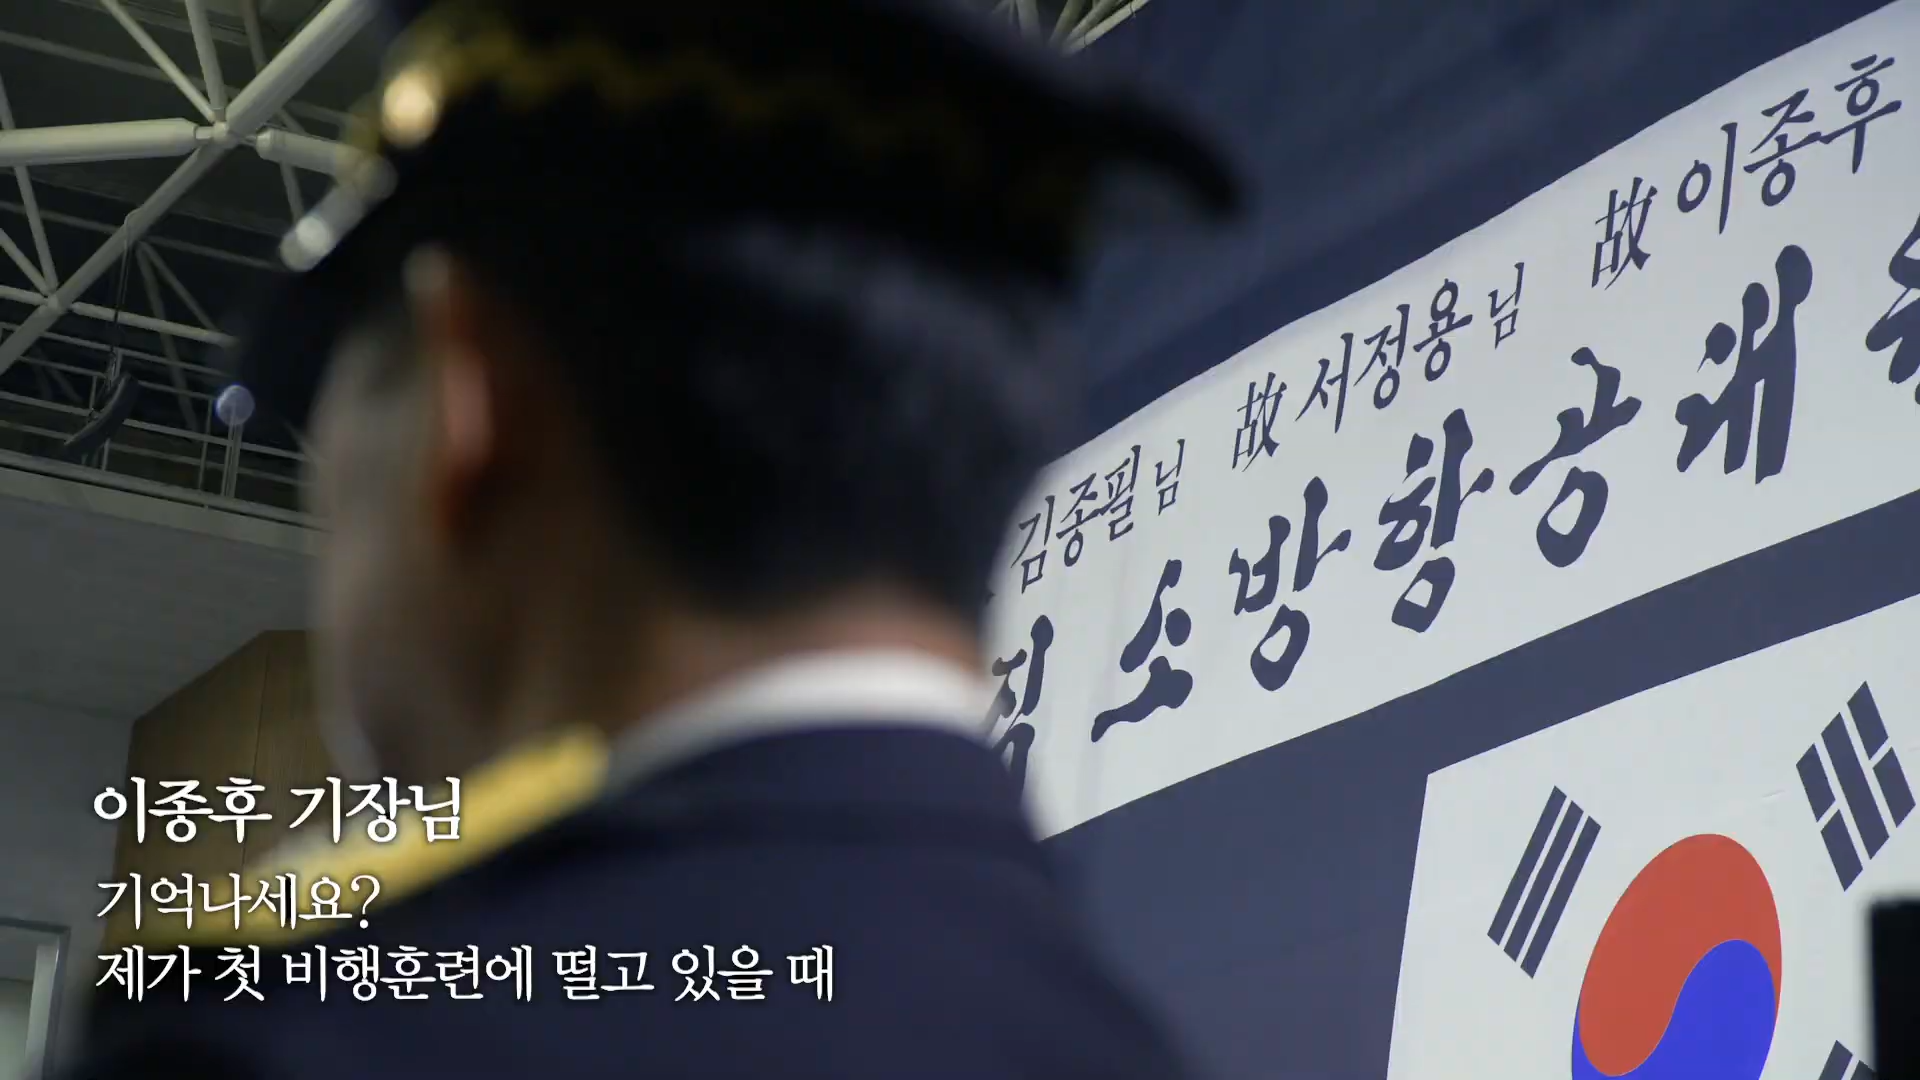 김종필님 故 서정용님 故 이종후
소방항공대
이종후 기장님
기억나세요?
제가 첫 비행훈련에 떨고 있을 때